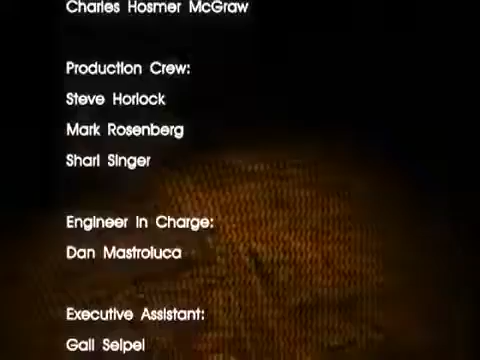 Charles Hosmer McGraw
Production Crew:
Steve Horlock
Mark Rosenberg
Shari Singer
Engineer in Charge:
Dan Mastroluca
Executive Assistant:
Gail Seipel